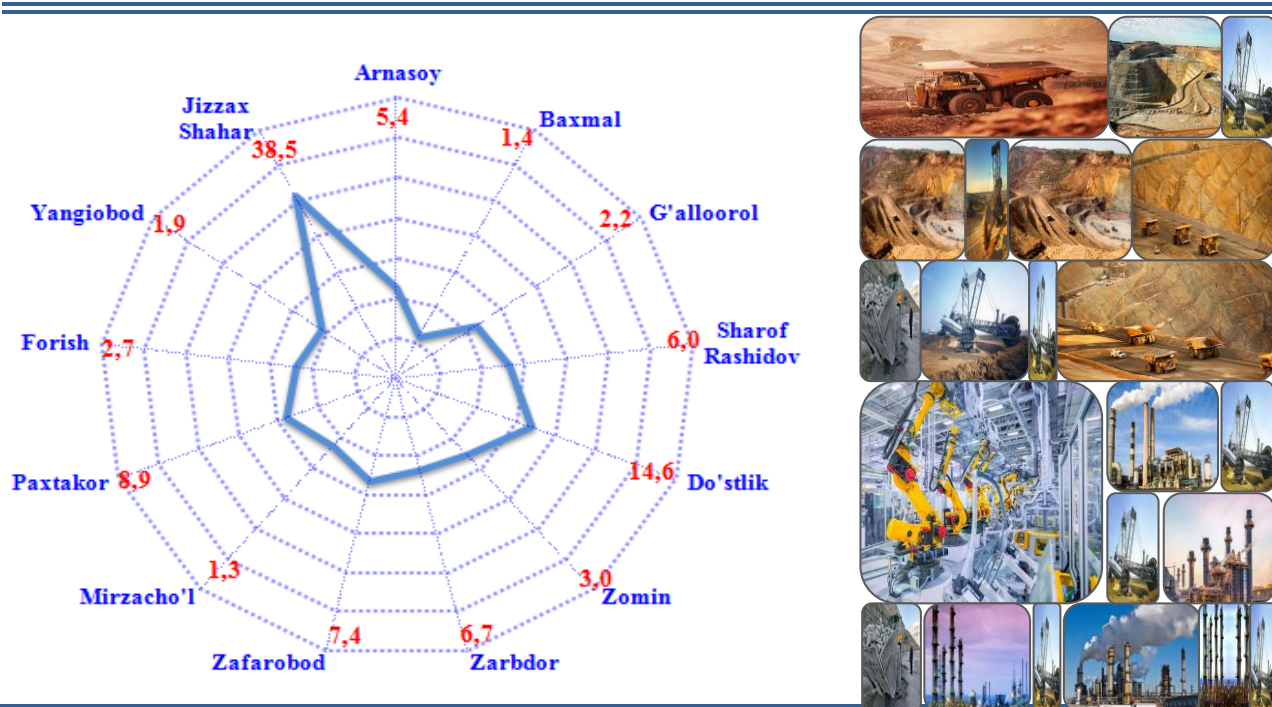 Arnasoy
5,4
Baxmal
1,4
G'alloorol
2,2
Sharof
Rashidov
6,0
Do'stlik
14,6
Zomin
3,0
Zarbdor
6,7
Zafarobod
7,4
Mirzacho'l
1,3
Paxtakor
8,9
Forish
2,7
Yangiobod
1,9
Jizzax
Shahar
38,5